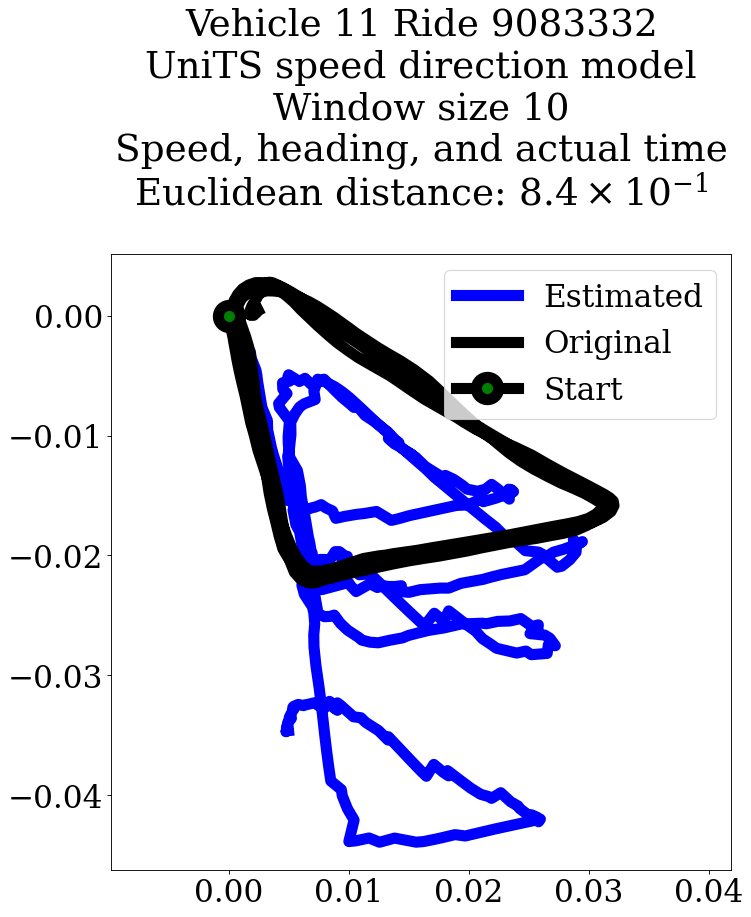 Vehicle 11 Ride 9083332
UniTS speed direction model
Window size 10
Speed, heading, and actual time
Euclidean distance: 8.4 × 10⁻¹
Estimated
Original
Start
0.00
−0.01
−0.02
−0.03
−0.04
0.00 0.01 0.02 0.03 0.04